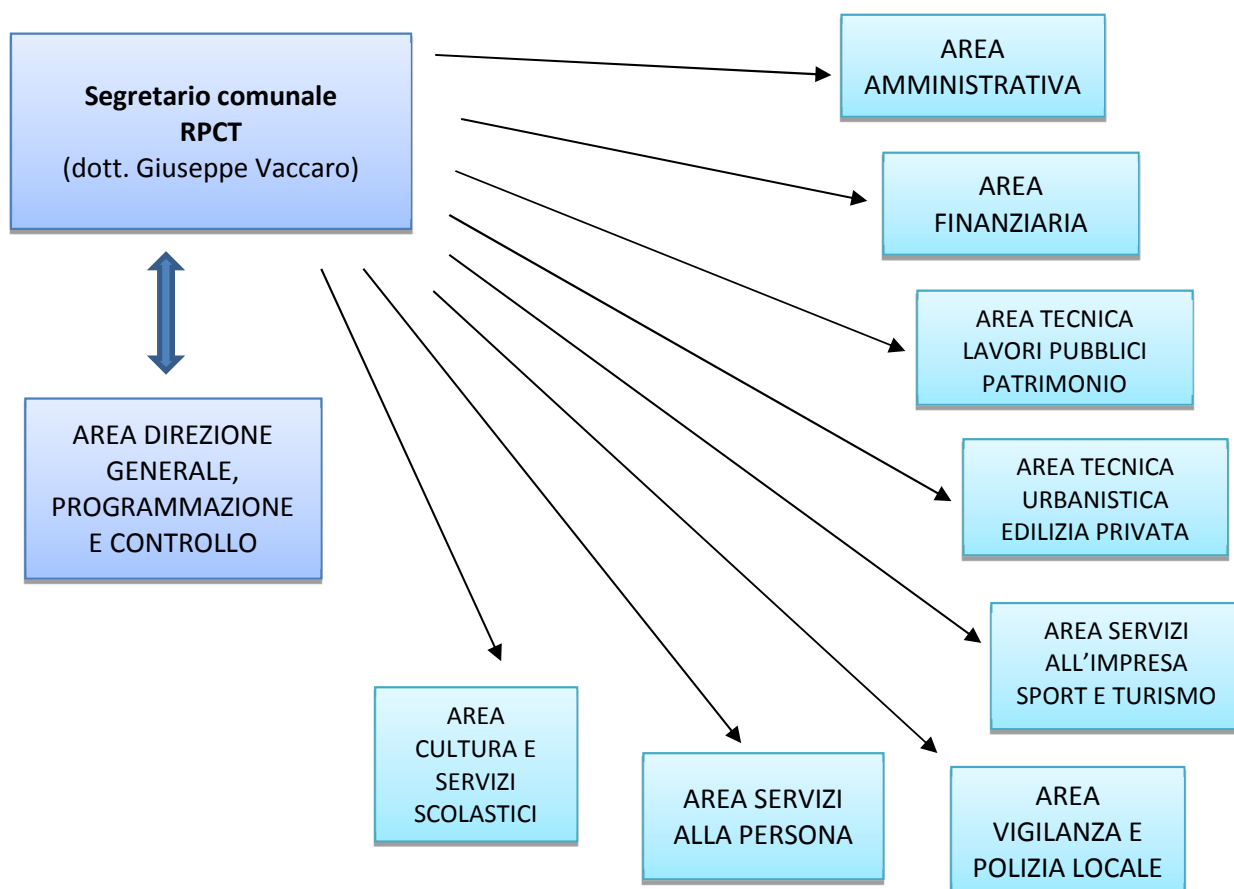 Segretario comunale
RPCT
(dott. Giuseppe Vaccaro)
AREA DIREZIONE
GENERALE,
PROGRAMMAZIONE
E CONTROLLO
AREA
AMMINISTRATIVA
AREA
FINANZIARIA
AREA TECNICA
LAVORI PUBBLICI
PATRIMONIO
AREA TECNICA
URBANISTICA
EDILIZIA PRIVATA
AREA SERVIZI
ALL’IMPRESA
SPORT E TURISMO
AREA
VIGILANZA E
POLIZIA LOCALE
AREA SERVIZI
ALLA PERSONA
AREA
CULTURA E
SERVIZI
SCOLASTICI